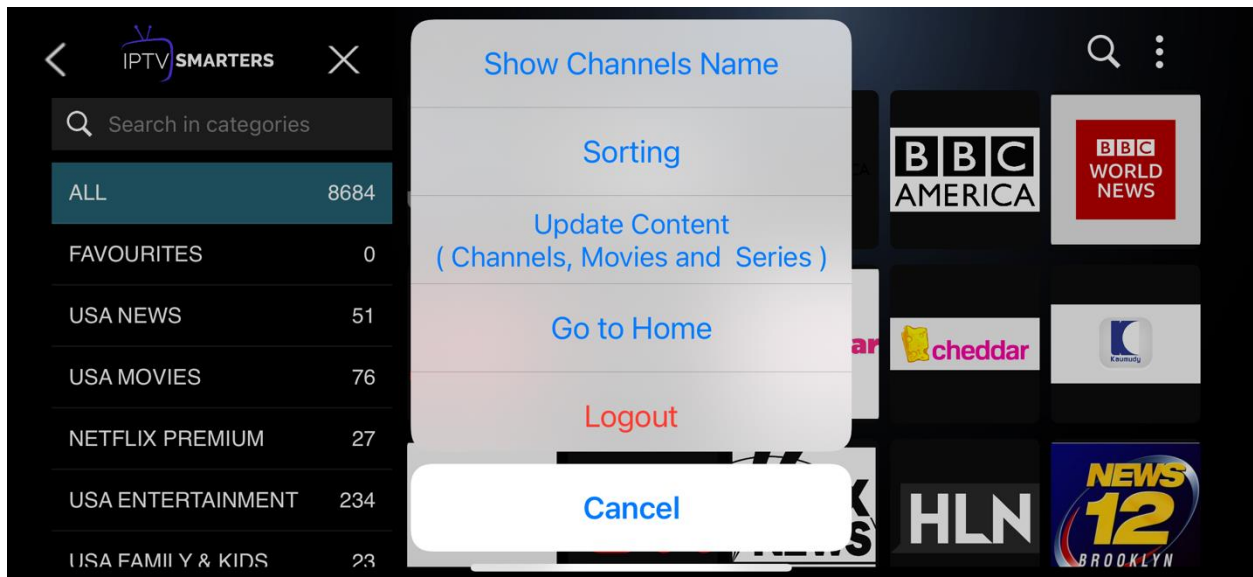 IPTV SMARTERS
Search in categories
ALL 8684
FAVOURITES 0
USA NEWS 51
USA MOVIES 76
NETFLIX PREMIUM 27
USA ENTERTAINMENT 234
USA FAMILY & KIDS 23
Show Channels Name
Sorting
Update Content
( Channels, Movies and Series )
Go to Home
Logout
Cancel
BBC
AMERICA
BBC
WORLD
NEWS
ar
cheddar
Kaumudy
NEWS
HLN
NEWS
12
BROOKLYN